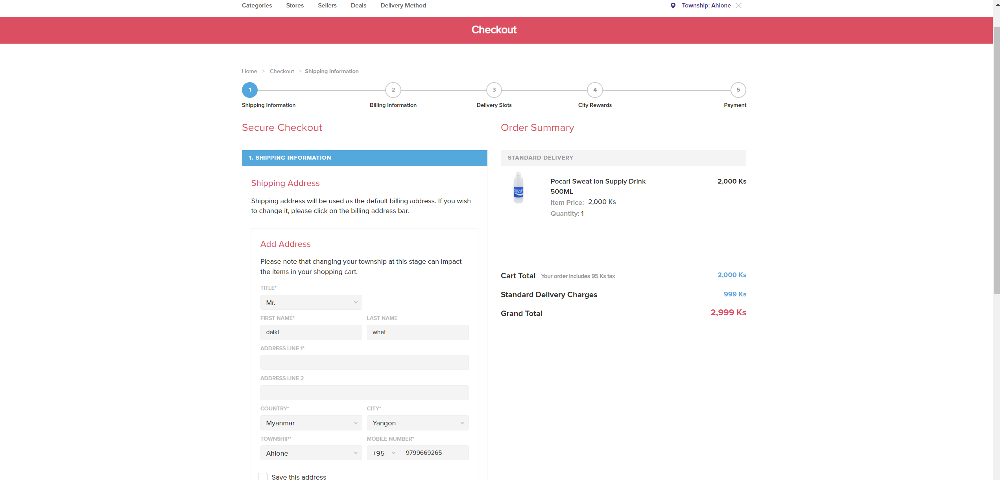 Categories Stores Sellers Deals Delivery Method Township: Ahlone
Checkout
Home > Checkout > Shipping Information
1 2 3 4 5
Shipping Information Billing Information Delivery Slots City Rewards Payment
Secure Checkout
1. SHIPPING INFORMATION
Shipping Address
Shipping address will be used as the default billing address. If you wish
to change it, please click on the billing address bar.
Add Address
Please note that changing your township at this stage can impact
the items in your shopping cart.
TITLE*
Mr.
FIRST NAME* LAST NAME
daiki what
ADDRESS LINE 1*
ADDRESS LINE 2
COUNTRY* CITY*
Myanmar Yangon
TOWNSHIP* MOBILE NUMBER*
Ahlone +95 9799669265
Save this address
Order Summary
STANDARD DELIVERY
POCARI
SWEAT
Pocari Sweat Ion Supply Drink 2,000 Ks
500ML
Item Price: 2,000 Ks
Quantity: 1
Cart Total Your order includes 95 Ks tax 2,000 Ks
Standard Delivery Charges 999 Ks
Grand Total 2,999 Ks